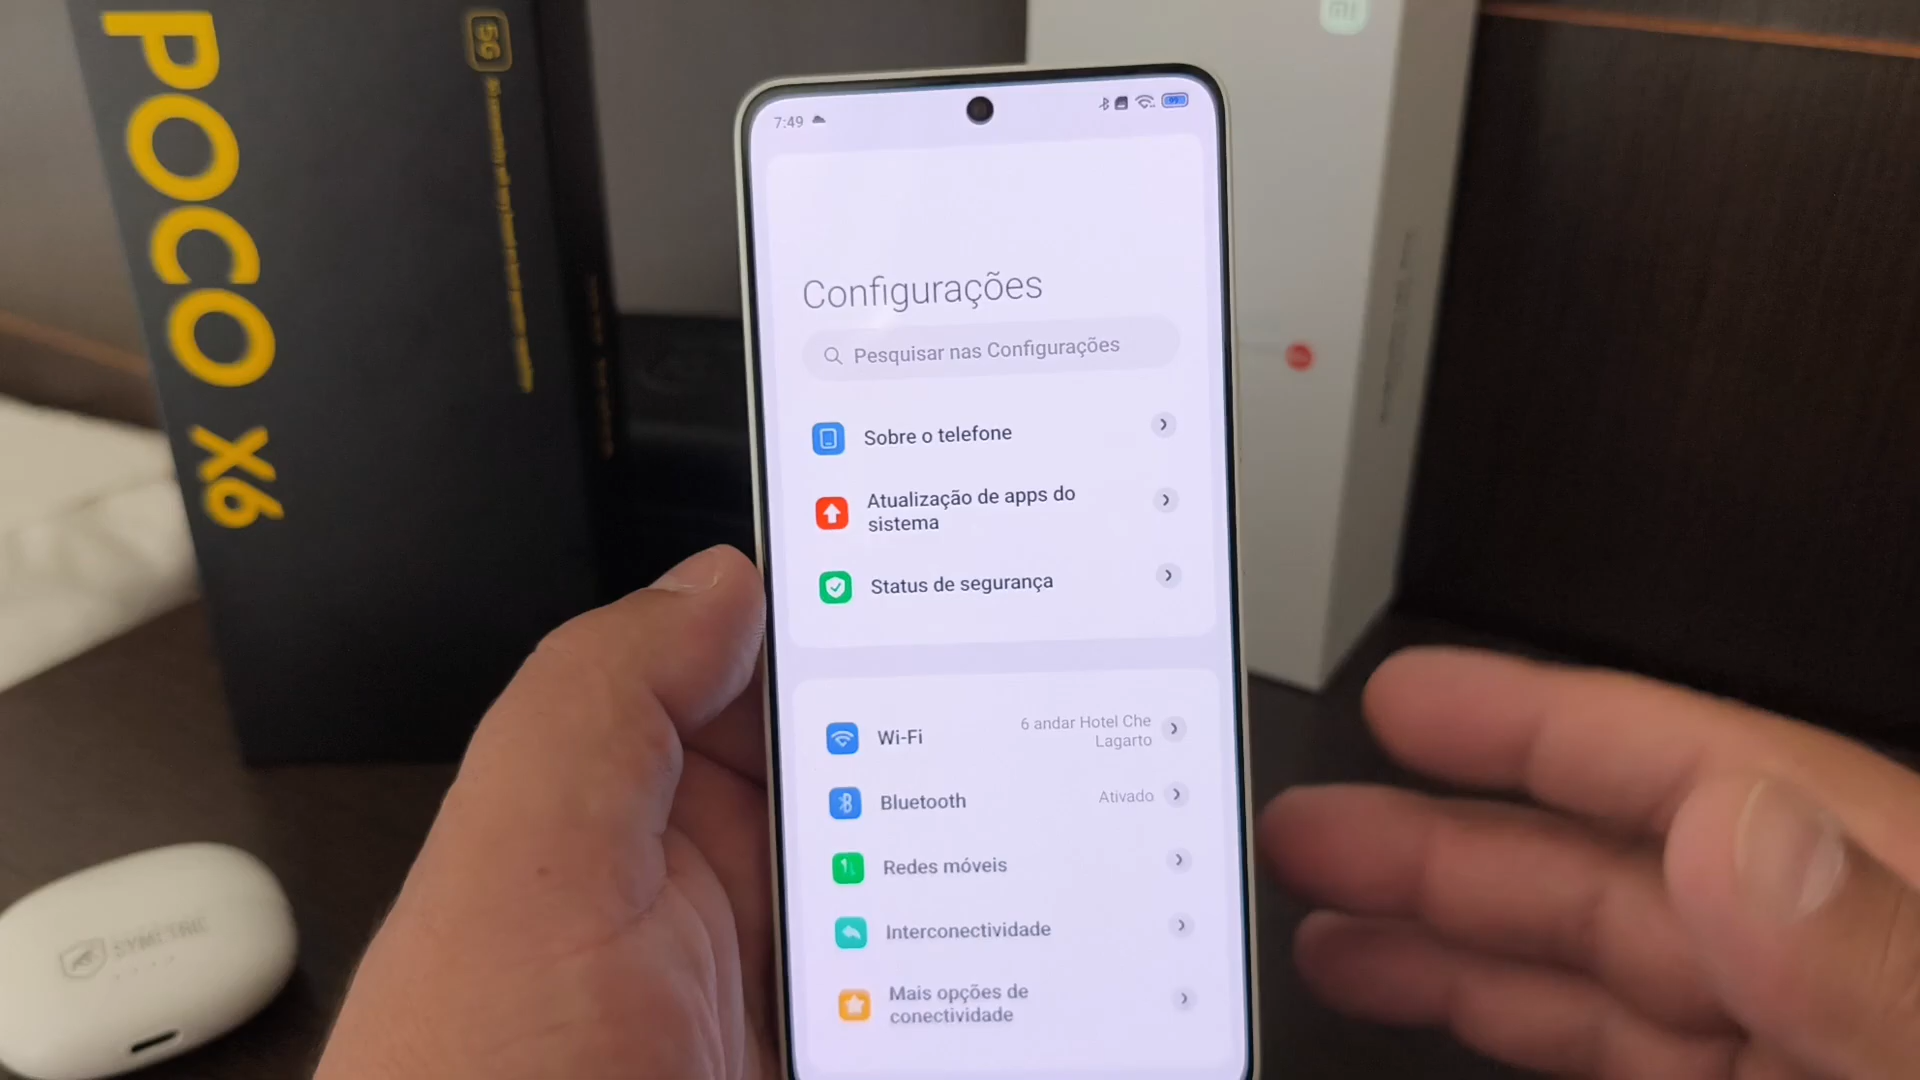 POCO X6
5G
mi
7:49
Configurações
Pesquisar nas Configurações
Sobre o telefone
Atualização de apps do
sistema
Status de segurança
Wi-Fi
6 andar Hotel Che
Lagarto
Bluetooth
Ativado
Redes móveis
Interconectividade
Mais opções de
conectividade